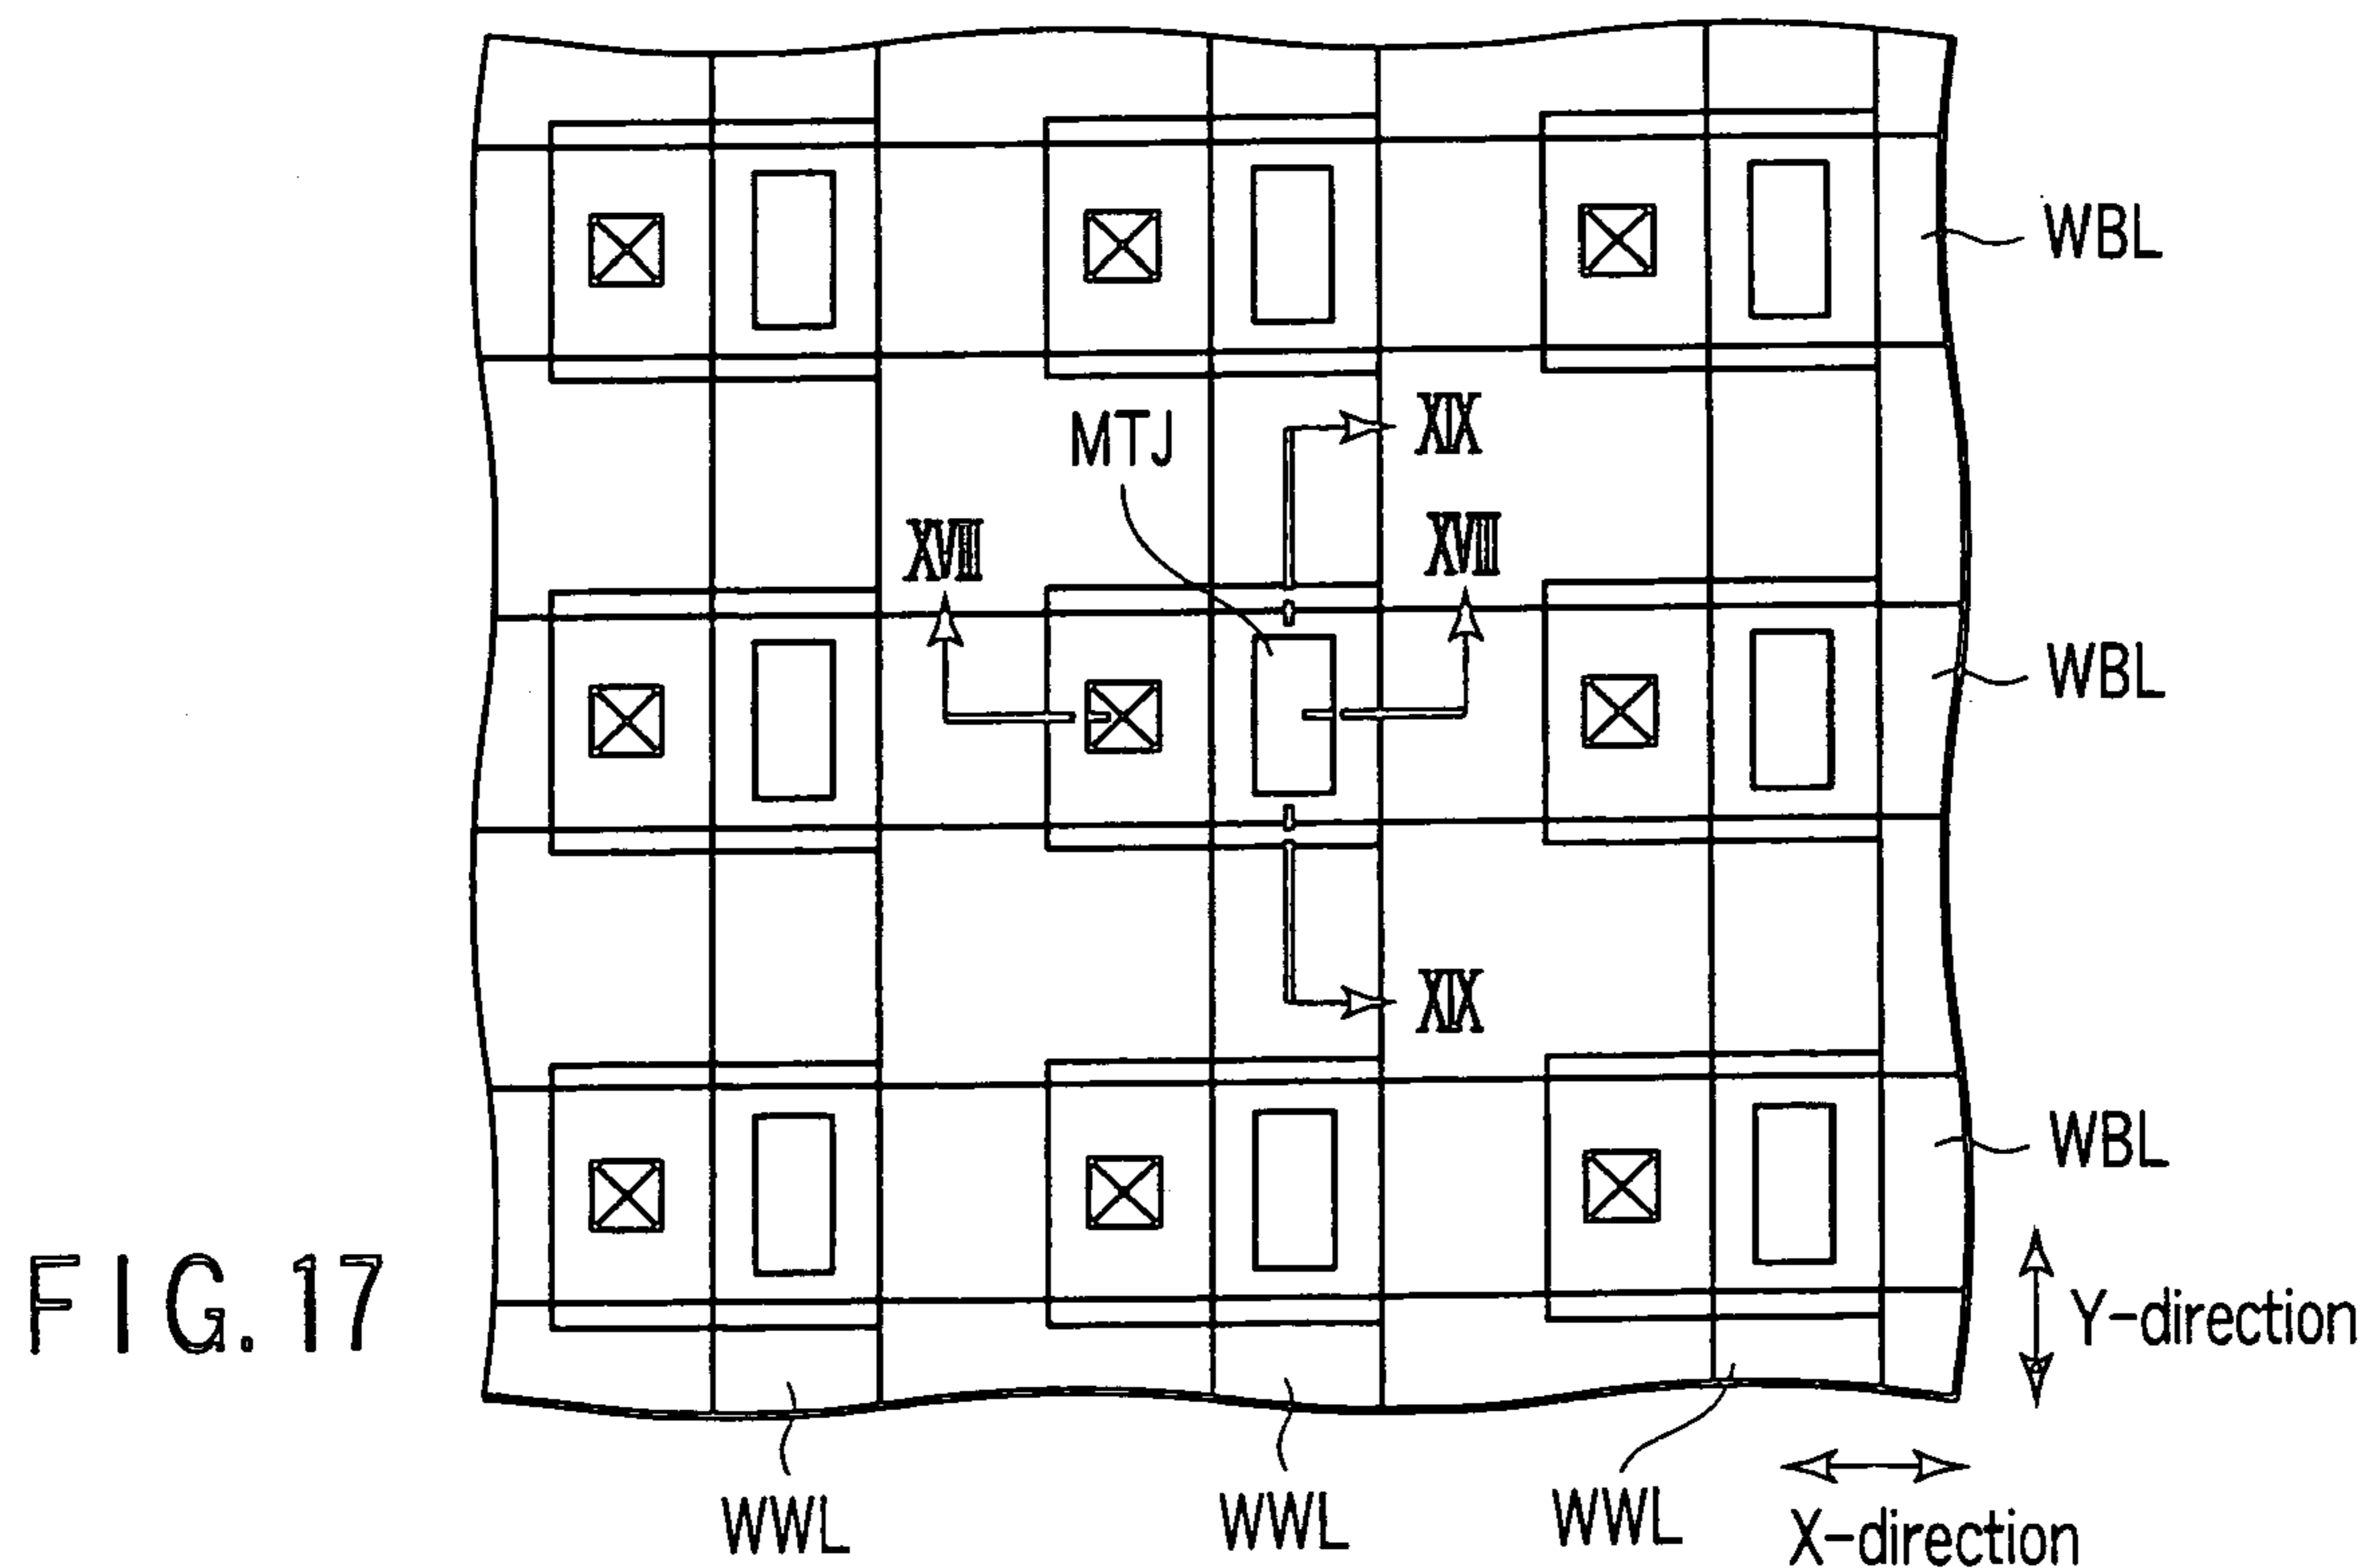 WBL
MTJ
XIX
XVIII
XVIII
WBL
XIX
WBL
FIG. 17
Y-direction
WWL
WWL
WWL
X-direction